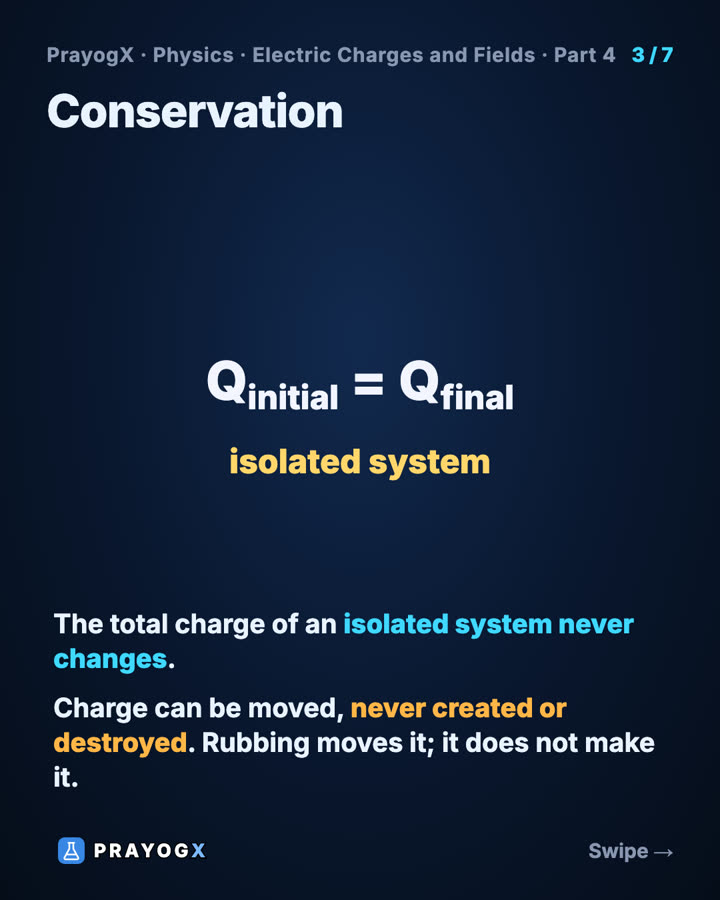 PrayogX · Physics · Electric Charges and Fields · Part 4 3 / 7
Conservation
Qinitial = Qfinal
isolated system
The total charge of an isolated system never
changes.
Charge can be moved, never created or
destroyed. Rubbing moves it; it does not make
it.
PRAYOGX
Swipe →